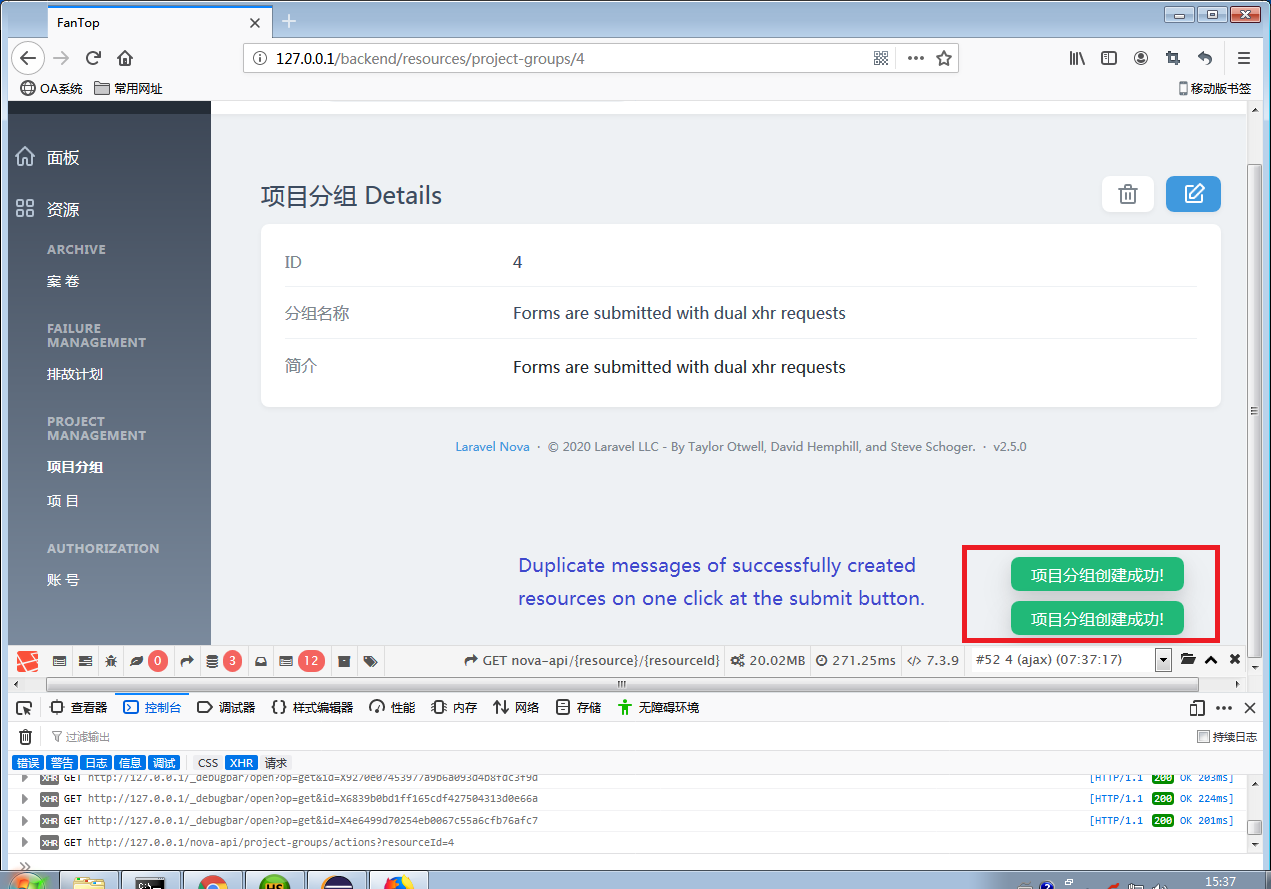 FanTop
127.0.0.1/backend/resources/project-groups/4
OA系统 常用网址 移动版书签
面板
资源
ARCHIVE
案 卷
FAILURE
MANAGEMENT
排故计划
PROJECT
MANAGEMENT
项目分组
项 目
AUTHORIZATION
账 号
项目分组 Details
ID 4
分组名称 Forms are submitted with dual xhr requests
简介 Forms are submitted with dual xhr requests
Laravel Nova · © 2020 Laravel LLC - By Taylor Otwell, David Hemphill, and Steve Schoger. · v2.5.0
Duplicate messages of successfully created
resources on one click at the submit button.
项目分组创建成功!
项目分组创建成功!
0 3 12 GET nova-api/{resource}/{resourceId} 20.02MB 271.25ms 7.3.9 #52 4 (ajax) (07:37:17)
查看器 控制台 调试器 样式编辑器 性能 内存 网络 存储 无障碍环境
过滤输出 持续日志
错误 警告 日志 信息 调试 CSS XHR 请求
XHR GET http://127.0.0.1/_debugbar/open?op=get&id=X9270e07453977a9b6a093d4b8fdc3f9d [HTTP/1.1 200 OK 203ms]
XHR GET http://127.0.0.1/_debugbar/open?op=get&id=X6839b0bd1ff165cdf427504313d0e66a [HTTP/1.1 200 OK 224ms]
XHR GET http://127.0.0.1/_debugbar/open?op=get&id=X4e6499d70254eb0067c55a6cfb76afc7 [HTTP/1.1 200 OK 201ms]
XHR GET http://127.0.0.1/nova-api/project-groups/actions?resourceId=4
15:37